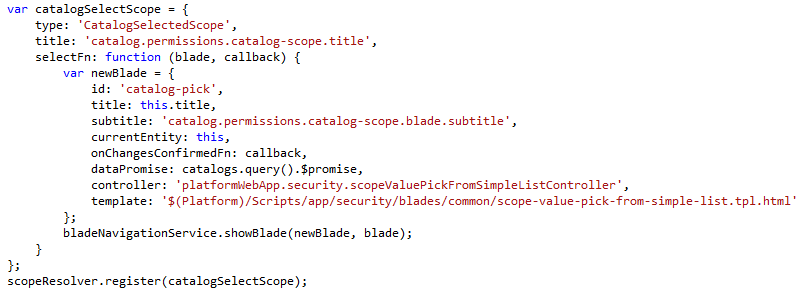 var catalogSelectScope = {
    type: 'CatalogSelectedScope',
    title: 'catalog.permissions.catalog-scope.title',
    selectFn: function (blade, callback) {
        var newBlade = {
            id: 'catalog-pick',
            title: this.title,
            subtitle: 'catalog.permissions.catalog-scope.blade.subtitle',
            currentEntity: this,
            onChangesConfirmedFn: callback,
            dataPromise: catalogs.query().$promise,
            controller: 'platformWebApp.security.scopeValuePickFromSimpleListController',
            template: '$(Platform)/Scripts/app/security/blades/common/scope-value-pick-from-simple-list.tpl.html'
        };
        bladeNavigationService.showBlade(newBlade, blade);
    }
};
scopeResolver.register(catalogSelectScope);